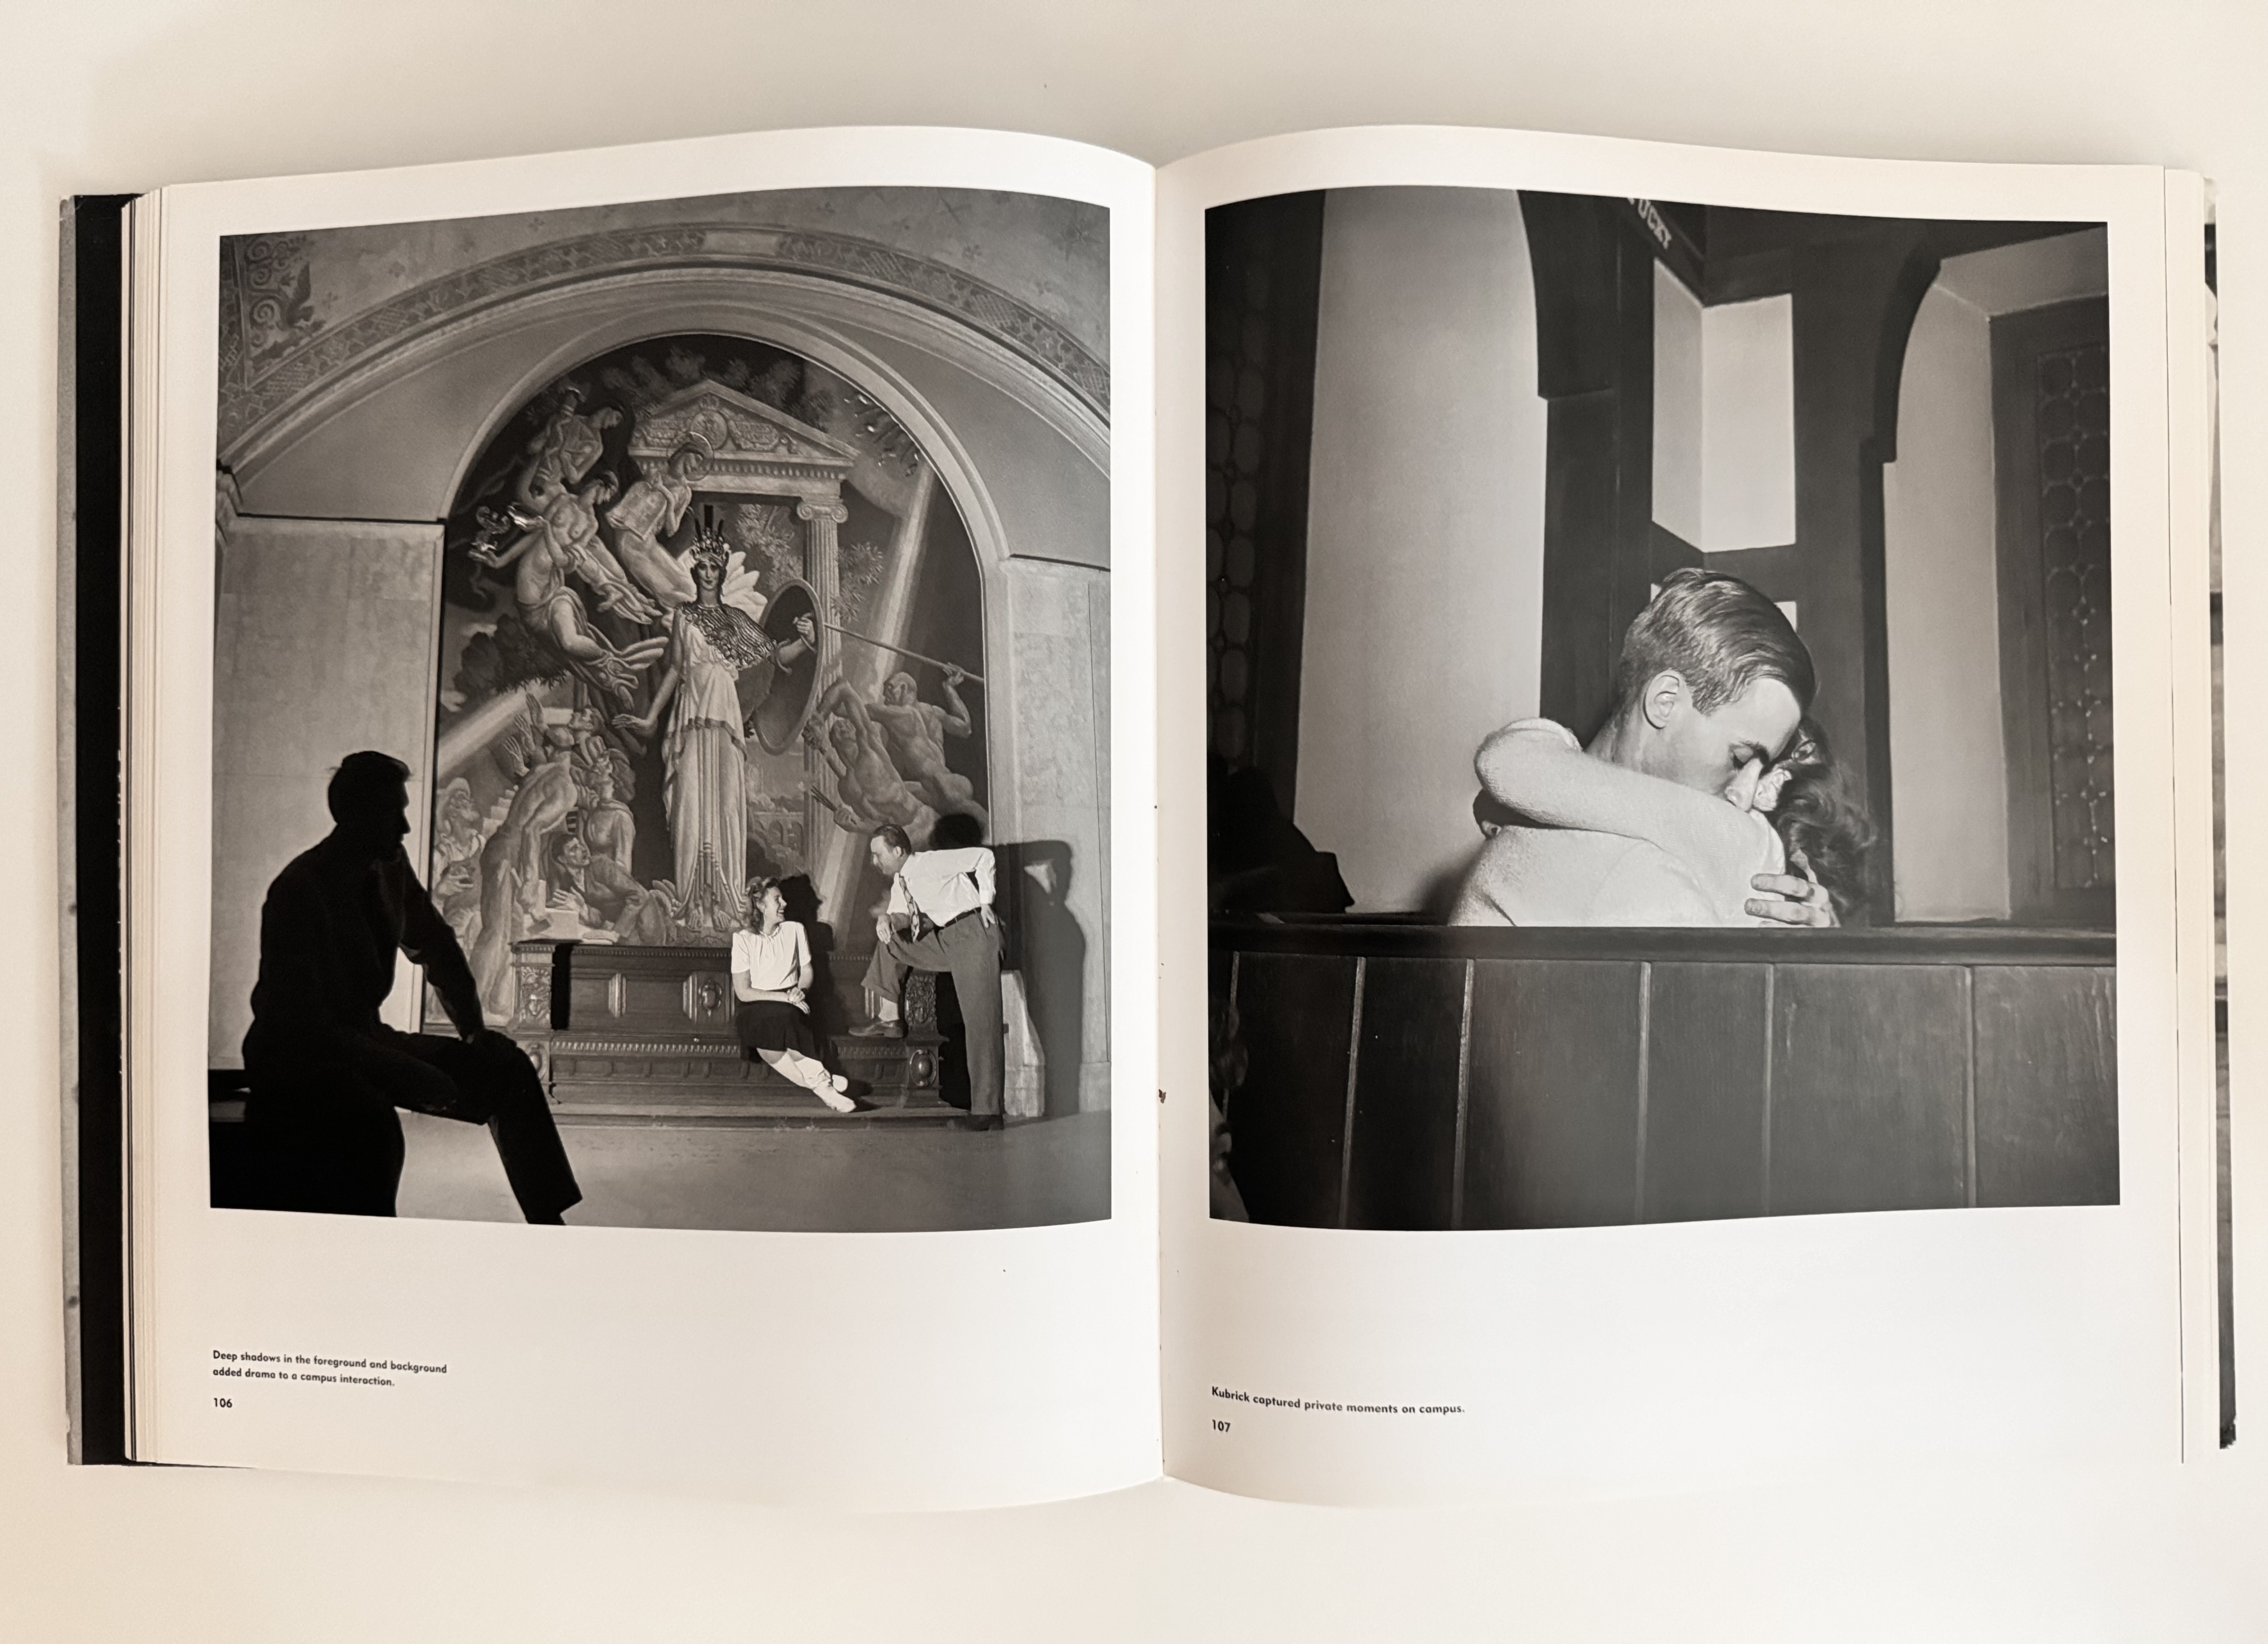 Deep shadows in the foreground and background
added drama to a campus interaction.
106
UCKY
Kubrick captured private moments on campus.
107